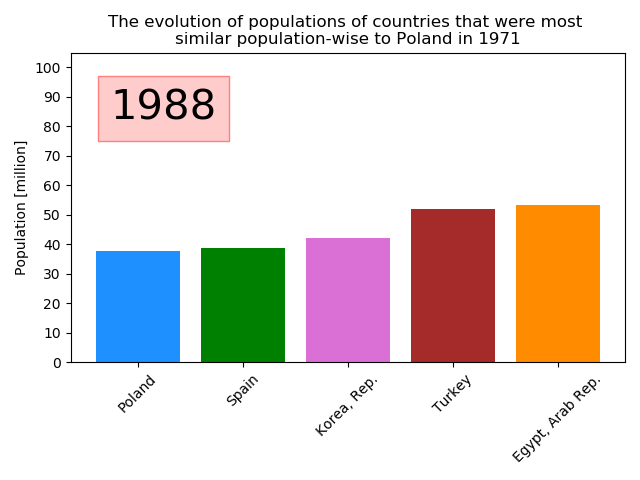 The evolution of populations of countries that were most
similar population-wise to Poland in 1971
100
90
80
70
60
50
40
30
20
10
0
Population [million]
1988
Poland
Spain
Korea, Rep.
Turkey
Egypt, Arab Rep.